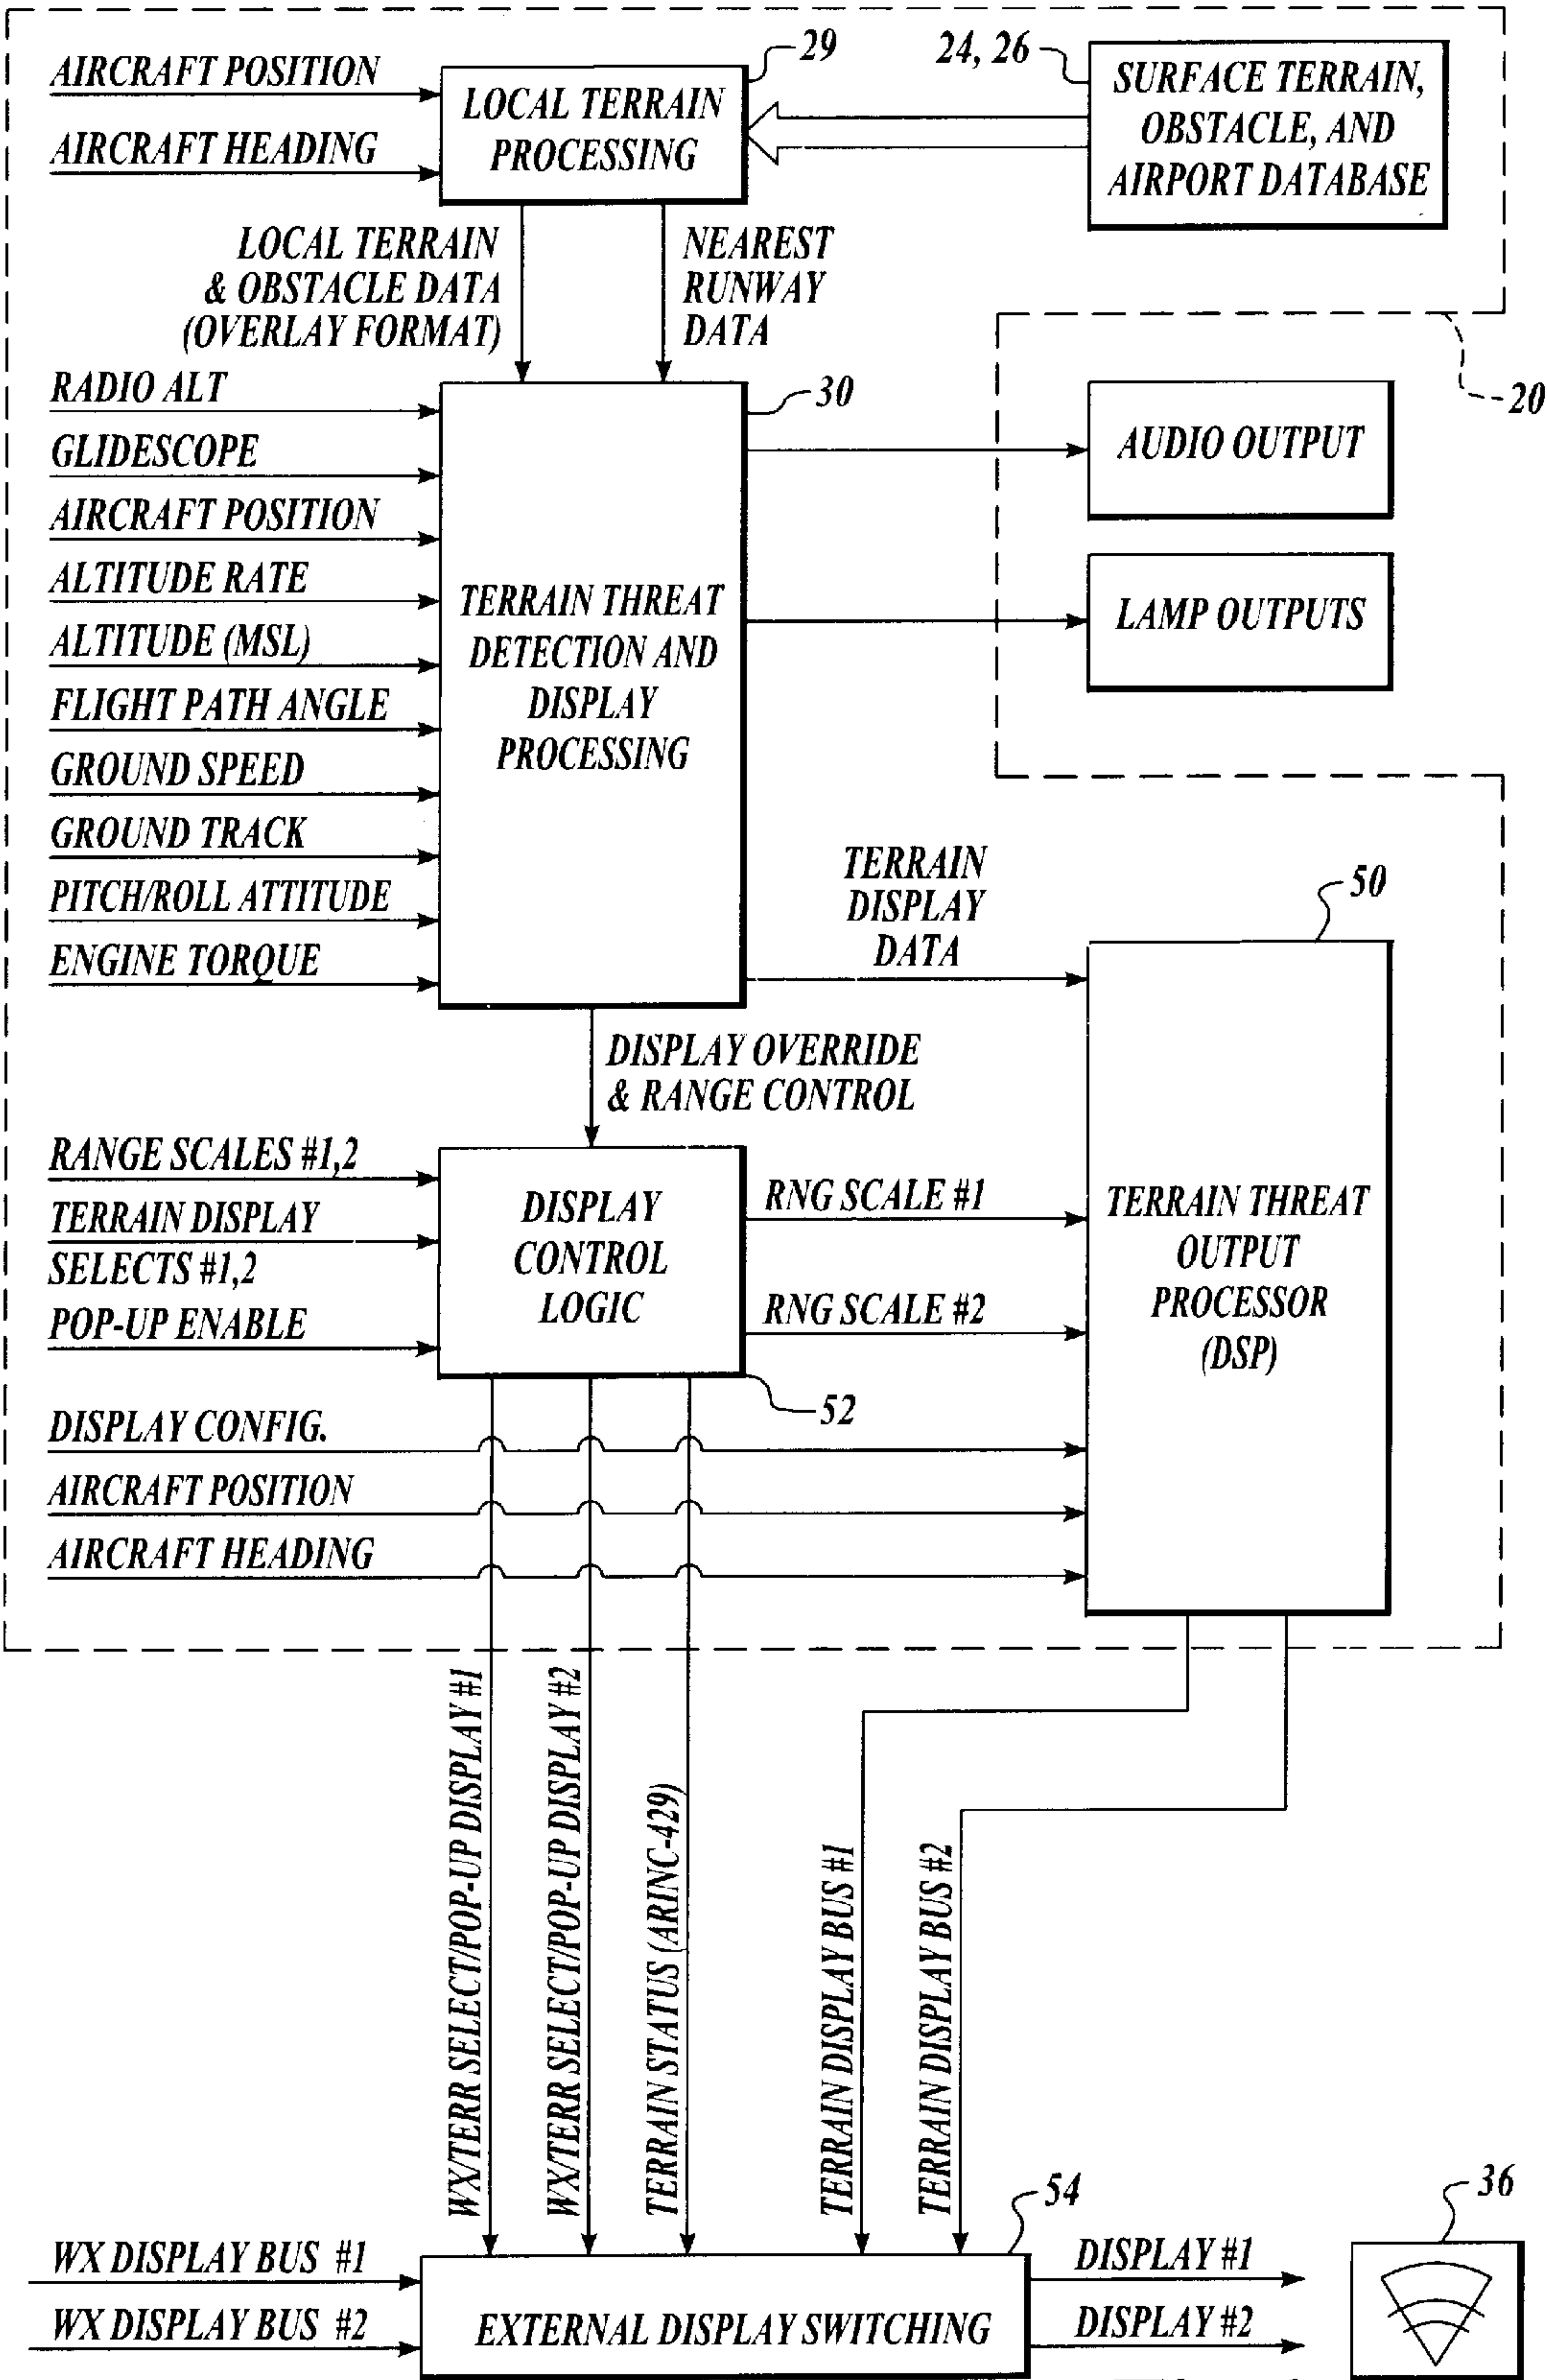 AIRCRAFT POSITION
AIRCRAFT HEADING
LOCAL TERRAIN
PROCESSING
29
24, 26
SURFACE TERRAIN,
OBSTACLE, AND
AIRPORT DATABASE
LOCAL TERRAIN
& OBSTACLE DATA
(OVERLAY FORMAT)
NEAREST
RUNWAY
DATA
20
RADIO ALT
GLIDESCOPE
AIRCRAFT POSITION
ALTITUDE RATE
ALTITUDE (MSL)
FLIGHT PATH ANGLE
GROUND SPEED
GROUND TRACK
PITCH/ROLL ATTITUDE
ENGINE TORQUE
30
TERRAIN THREAT
DETECTION AND
DISPLAY
PROCESSING
AUDIO OUTPUT
LAMP OUTPUTS
TERRAIN
DISPLAY
DATA
50
DISPLAY OVERRIDE
& RANGE CONTROL
RANGE SCALES #1,2
TERRAIN DISPLAY
SELECTS #1,2
POP-UP ENABLE
DISPLAY
CONTROL
LOGIC
RNG SCALE #1
RNG SCALE #2
52
TERRAIN THREAT
OUTPUT
PROCESSOR
(DSP)
DISPLAY CONFIG.
AIRCRAFT POSITION
AIRCRAFT HEADING
WX/TERR SELECT/POP-UP DISPLAY #1
WX/TERR SELECT/POP-UP DISPLAY #2
TERRAIN STATUS (ARINC-429)
TERRAIN DISPLAY BUS #1
TERRAIN DISPLAY BUS #2
54
36
WX DISPLAY BUS #1
WX DISPLAY BUS #2
EXTERNAL DISPLAY SWITCHING
DISPLAY #1
DISPLAY #2